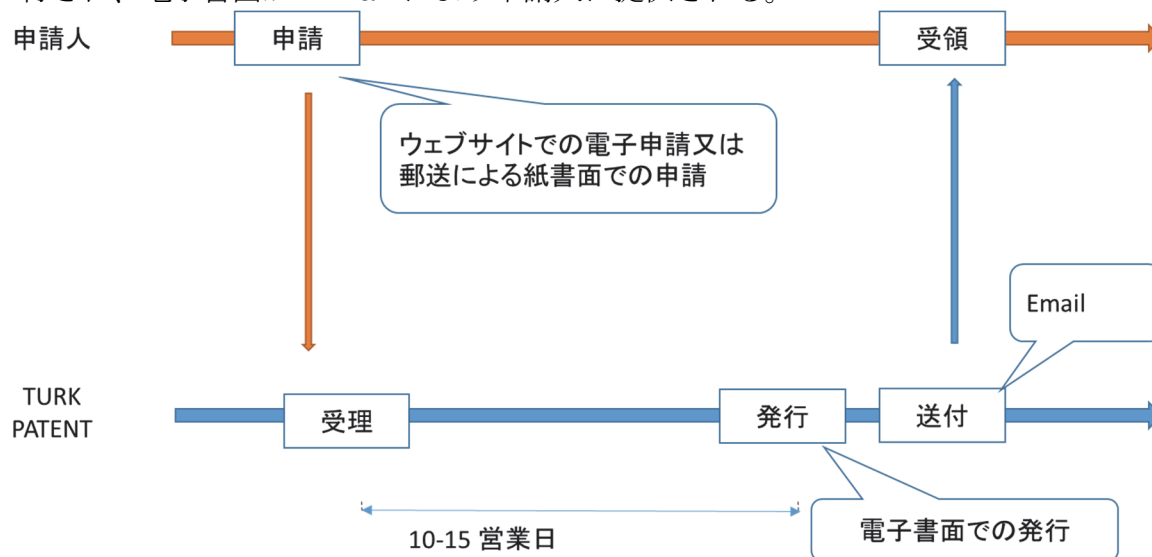 申請人
申請
受領
ウェブサイトでの電子申請又は
郵送による紙書面での申請
Email
TURK
PATENT
受理
発行
送付
10-15 営業日
電子書面での発行